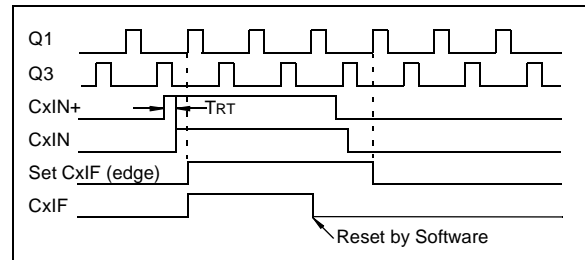 Q1
Q3
CxIN+
TRT
CxIN
Set CxIF (edge)
CxIF
Reset by Software